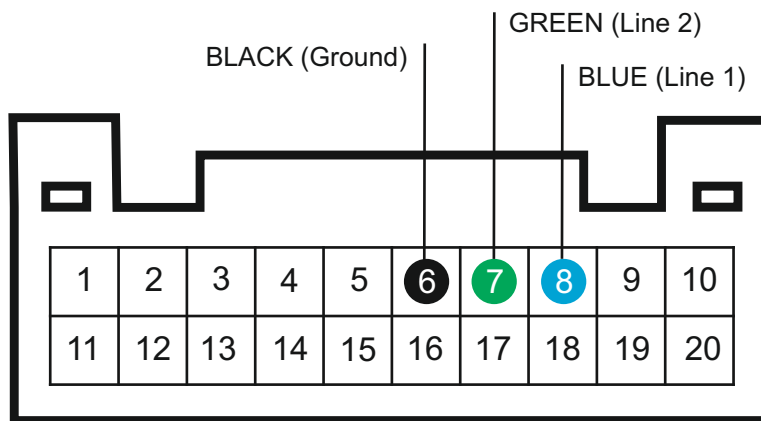 GREEN (Line 2)
BLACK (Ground)
BLUE (Line 1)
1 2 3 4 5 6 7 8 9 10
11 12 13 14 15 16 17 18 19 20